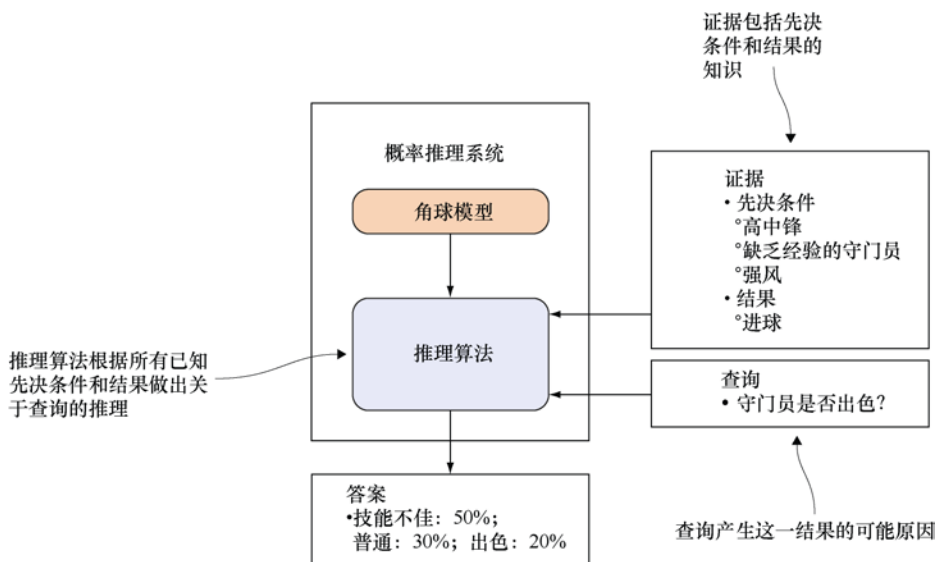 证据包括先决
条件和结果的
知识
概率推理系统
角球模型
推理算法
证据
•先决条件
°高中锋
°缺乏经验的守门员
°强风
•结果
°进球
推理算法根据所有已知
先决条件和结果做出关
于查询的推理
查询
• 守门员是否出色?
答案
•技能不佳：50%；
普通：30%；出色：20%
查询产生这一结果的可能原因